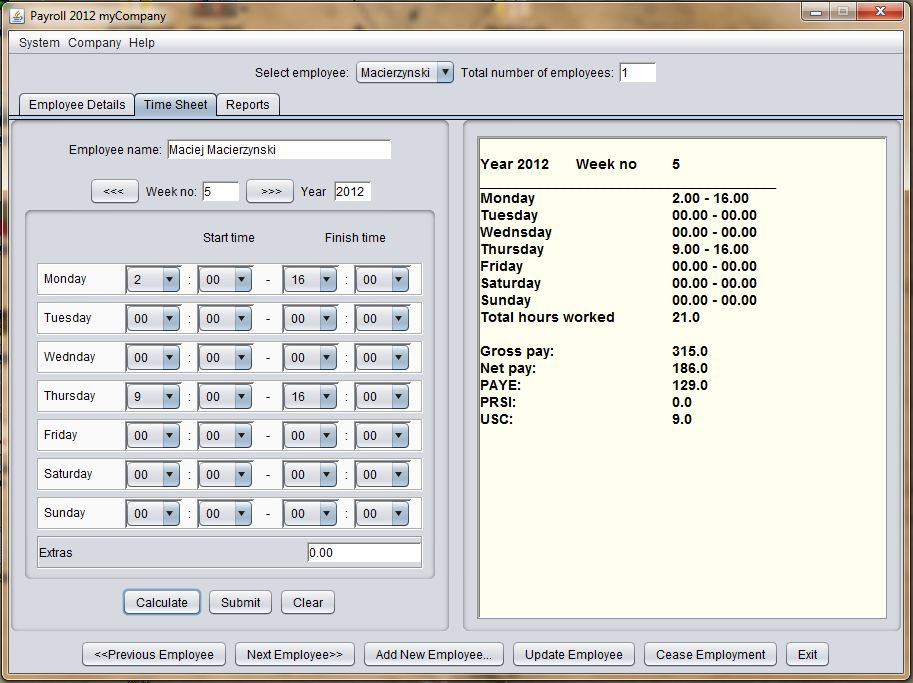 Payroll 2012 myCompany
System Company Help
Select employee: Macierzynski Total number of employees: 1
Employee Details Time Sheet Reports
Employee name: Maciej Macierzynski
<<< Week no: 5 >>> Year 2012
Start time Finish time
Monday 2 : 00 - 16 : 00
Tuesday 00 : 00 - 00 : 00
Wednday 00 : 00 - 00 : 00
Thursday 9 : 00 - 16 : 00
Friday 00 : 00 - 00 : 00
Saturday 00 : 00 - 00 : 00
Sunday 00 : 00 - 00 : 00
Extras 0.00
Calculate Submit Clear
Year 2012 Week no 5
Monday 2.00 - 16.00
Tuesday 00.00 - 00.00
Wednsday 00.00 - 00.00
Thursday 9.00 - 16.00
Friday 00.00 - 00.00
Saturday 00.00 - 00.00
Sunday 00.00 - 00.00
Total hours worked 21.0
Gross pay: 315.0
Net pay: 186.0
PAYE: 129.0
PRSI: 0.0
USC: 9.0
<<Previous Employee Next Employee>> Add New Employee... Update Employee Cease Employment Exit